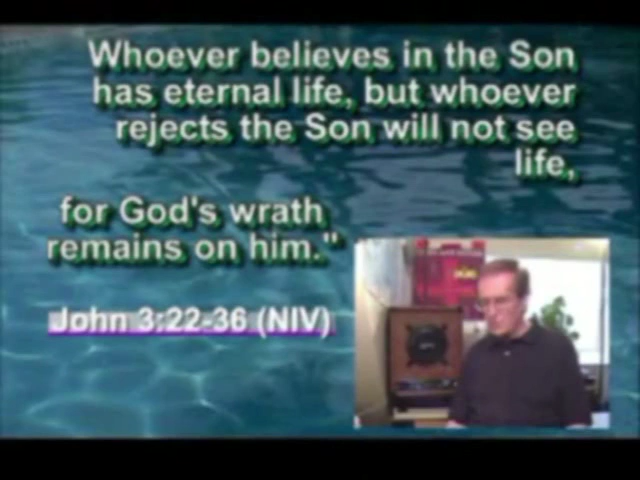 Whoever believes in the Son
has eternal life, but whoever
rejects the Son will not see
life,
for God's wrath
remains on him."
John 3:22-36 (NIV)